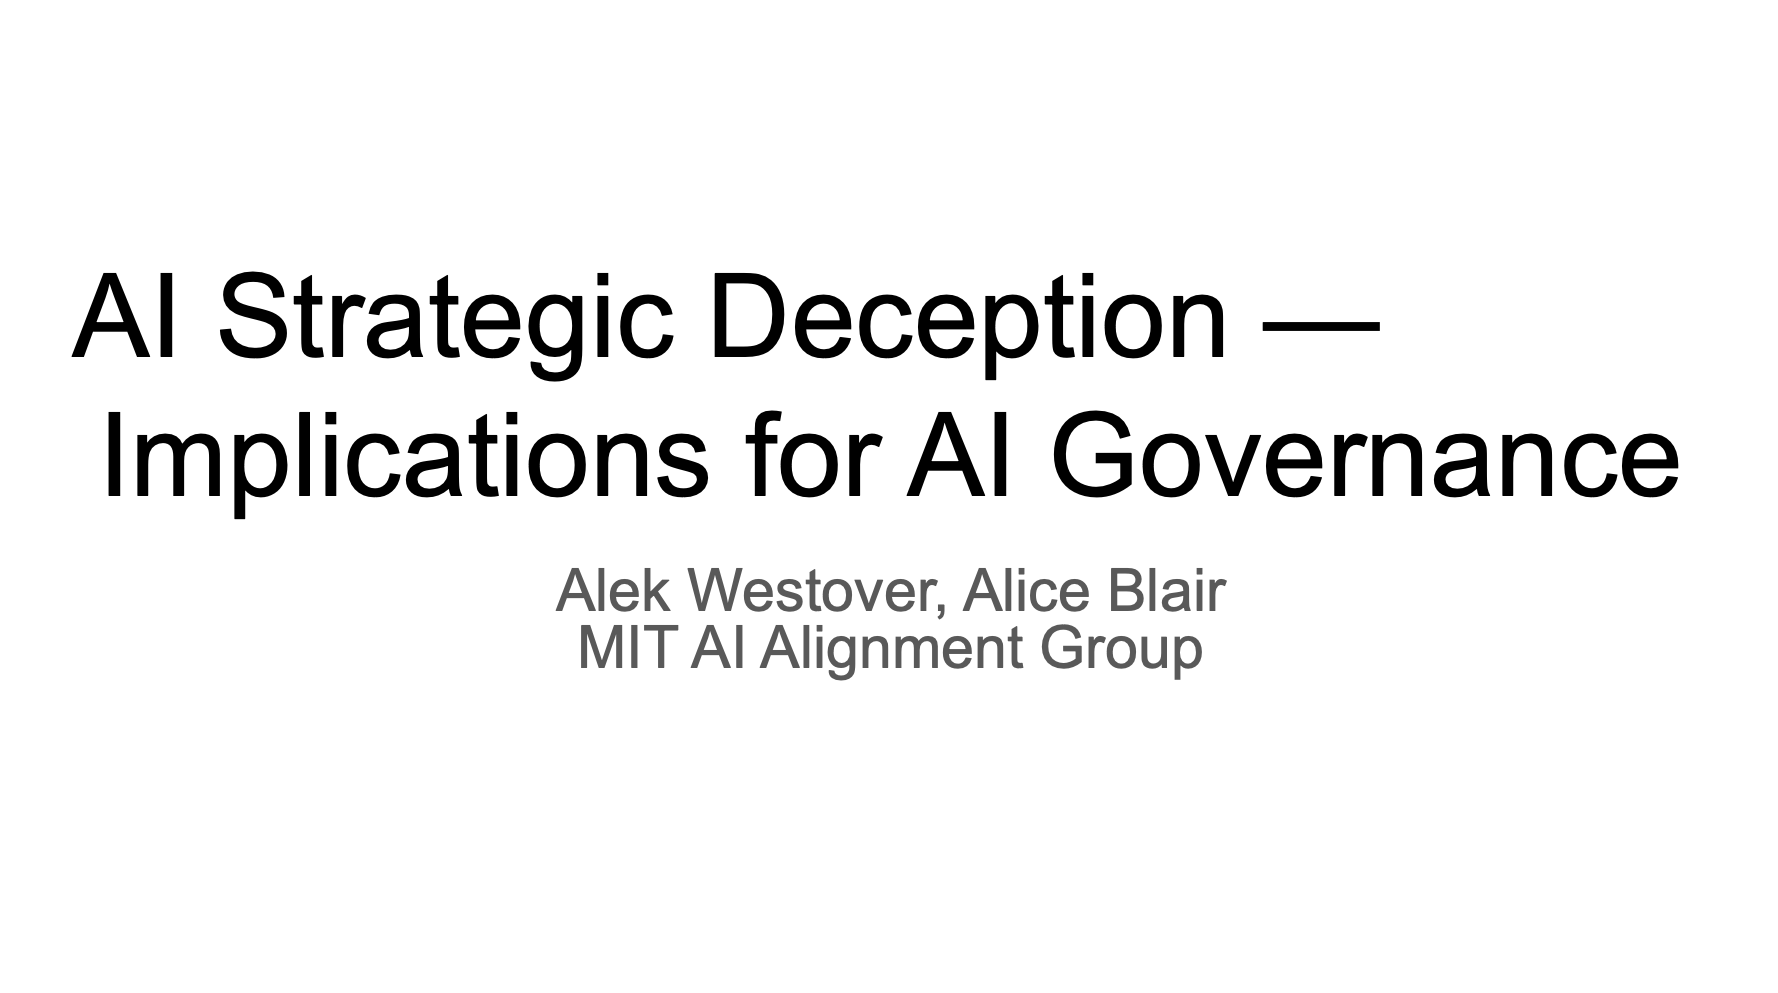 AI Strategic Deception —
Implications for AI Governance
Alek Westover, Alice Blair
MIT AI Alignment Group